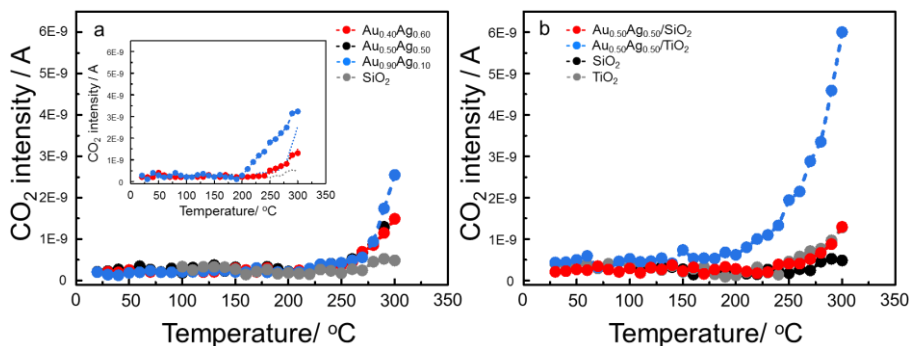 a
Au0.40Ag0.60
Au0.50Ag0.50
Au0.90Ag0.10
SiO2
6E-9
5E-9
4E-9
3E-9
2E-9
1E-9
0
CO2 intensity / A
0 50 100 150 200 250 300 350
Temperature/ oC
6E-9
5E-9
4E-9
3E-9
2E-9
1E-9
0
CO2 intensity / A
0 50 100 150 200 250 300 350
Temperature/ oC
b
Au0.50Ag0.50/SiO2
Au0.50Ag0.50/TiO2
SiO2
TiO2
6E-9
5E-9
4E-9
3E-9
2E-9
1E-9
0
CO2 intensity / A
0 50 100 150 200 250 300 350
Temperature/ oC